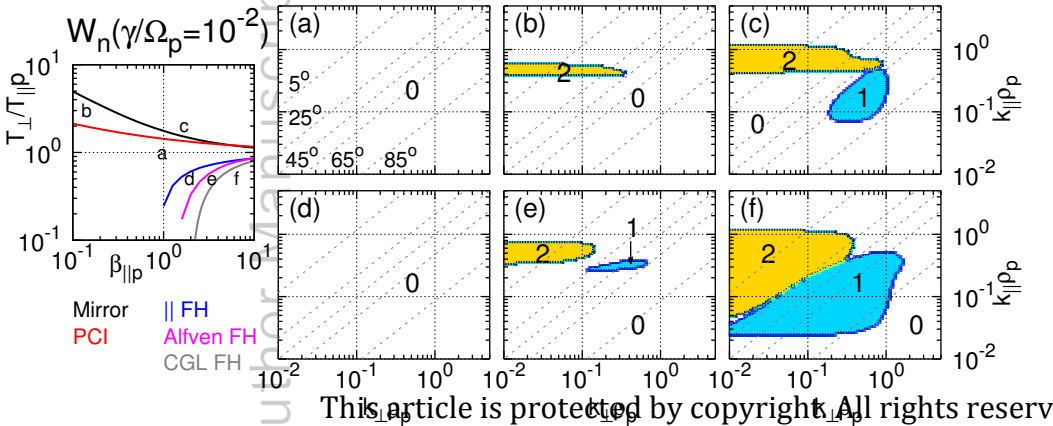 W_n(γ/Ω_p=10^-2)
T_⊥/T_||p
10^1
10^0
10^-1
b
c
a
d e f
10^-1 10^0 10^1
β_||p
Mirror || FH
PCI Alfven FH
CGL FH
(a)
0
5°
25°
45° 65° 85°
(b)
2
0
(c)
2
1
0
10^0
10^-1
10^-2
k_||ρ_p
(d)
0
(e)
1
2
0
(f)
2
1
0
10^0
10^-1
10^-2
k_||ρ_p
10^-2 10^-1 10^0 10^-2 10^-1 10^0 10^-2 10^-1 10^0
k_⊥ρ_p k_⊥ρ_p k_⊥ρ_p
uthor Manusc
This article is protected by copyright. All rights reserv